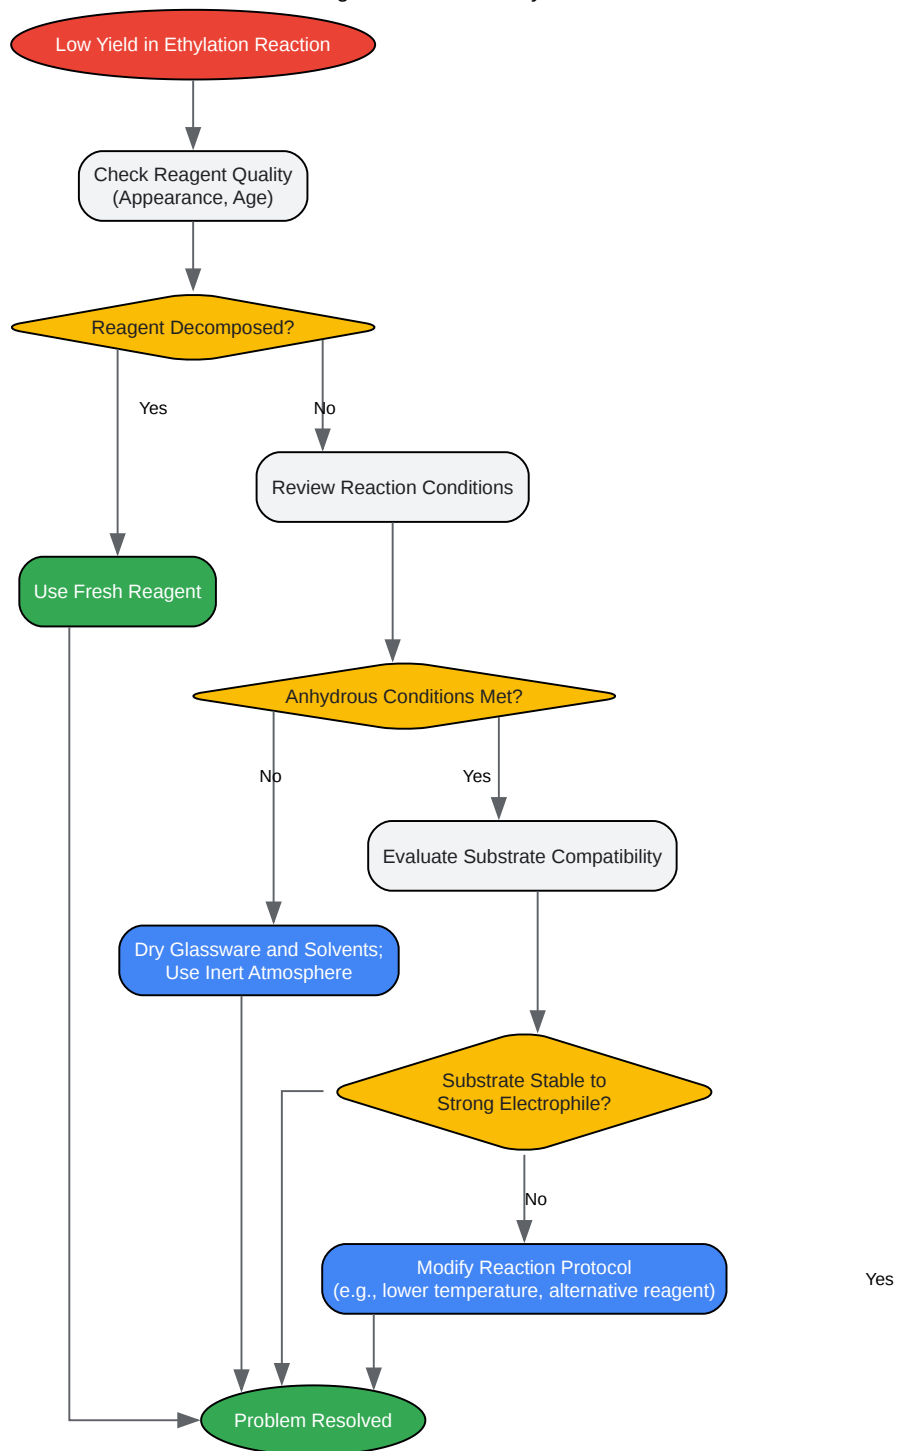 Low Yield in Ethylation Reaction
Check Reagent Quality
(Appearance, Age)
Reagent Decomposed?
Yes
No
Review Reaction Conditions
Use Fresh Reagent
Anhydrous Conditions Met?
No
Yes
Evaluate Substrate Compatibility
Dry Glassware and Solvents;
Use Inert Atmosphere
Substrate Stable to
Strong Electrophile?
No
Modify Reaction Protocol
(e.g., lower temperature, alternative reagent)
Yes
Problem Resolved